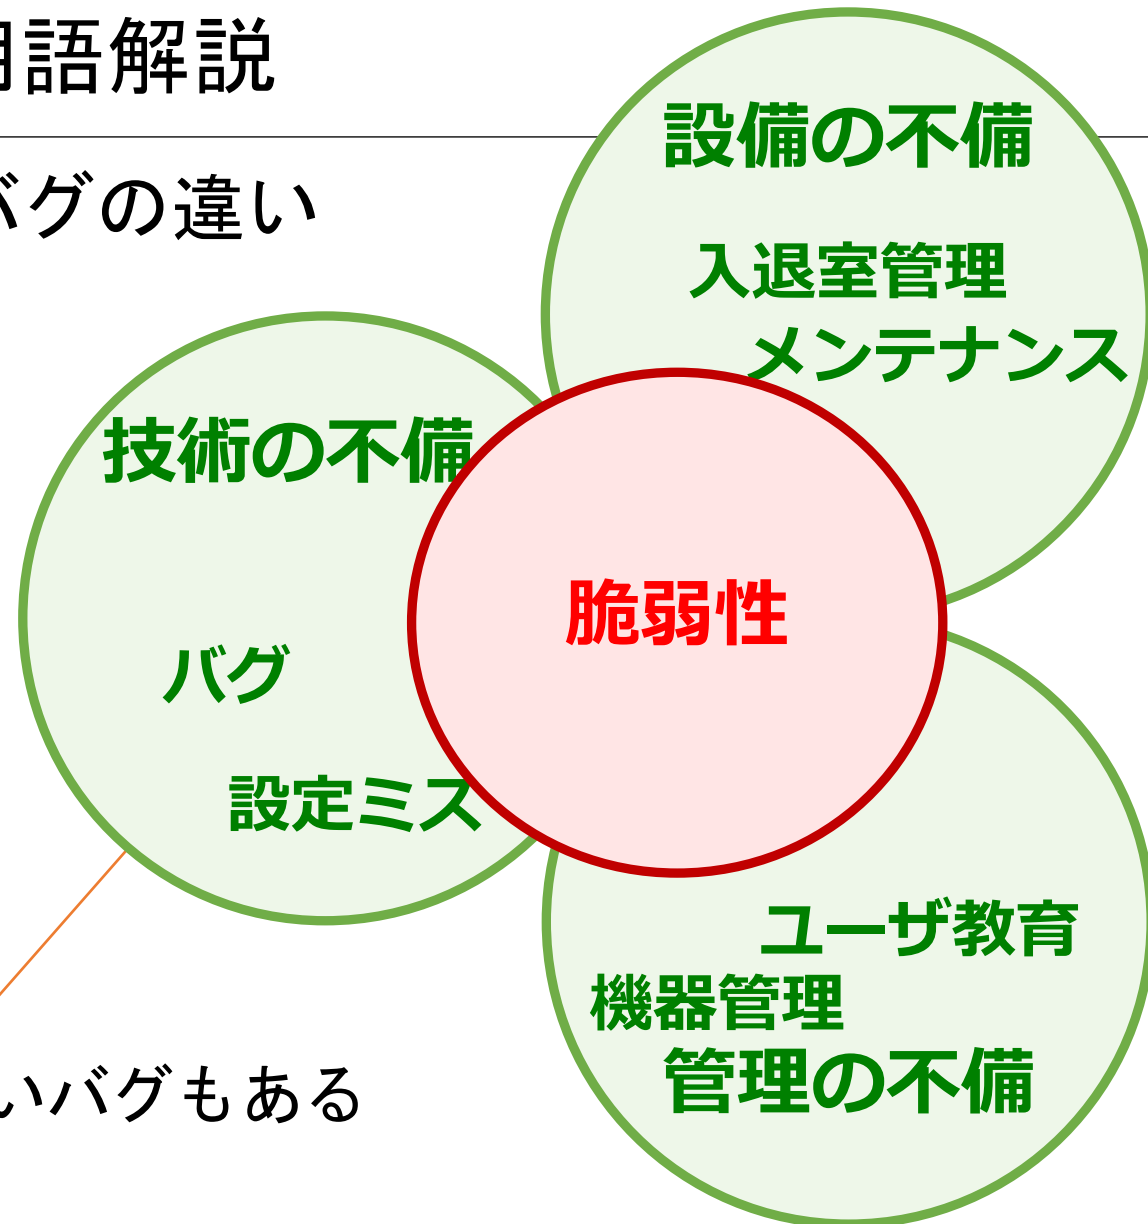 用語解説
バグの違い
設備の不備
入退室管理
メンテナンス
技術の不備
バグ
設定ミス
脆弱性
ユーザ教育
機器管理
管理の不備
いバグもある